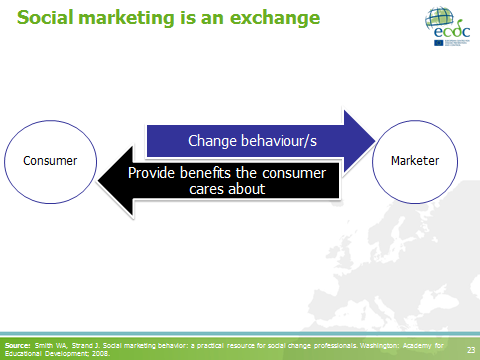 Social marketing is an exchange
ecdc
Change behaviour/s
Consumer
Marketer
Provide benefits the consumer
cares about
Source: Smith WA, Strand J. Social marketing behavior: a practical resource for social change professionals. Washington: Academy for
Educational Development; 2008.
23